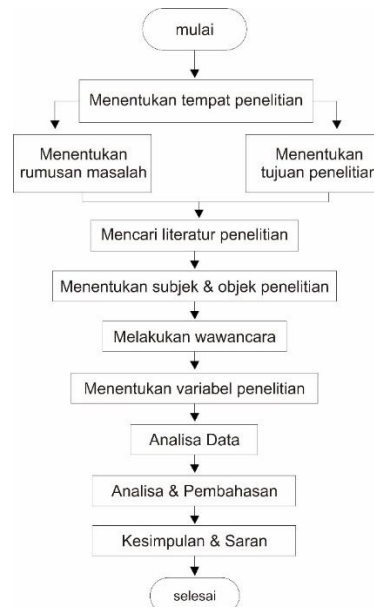 mulai
Menentukan tempat penelitian
Menentukan
rumusan masalah
Menentukan
tujuan penelitian
Mencari literatur penelitian
Menentukan subjek & objek penelitian
Melakukan wawancara
Menentukan variabel penelitian
Analisa Data
Analisa & Pembahasan
Kesimpulan & Saran
selesai